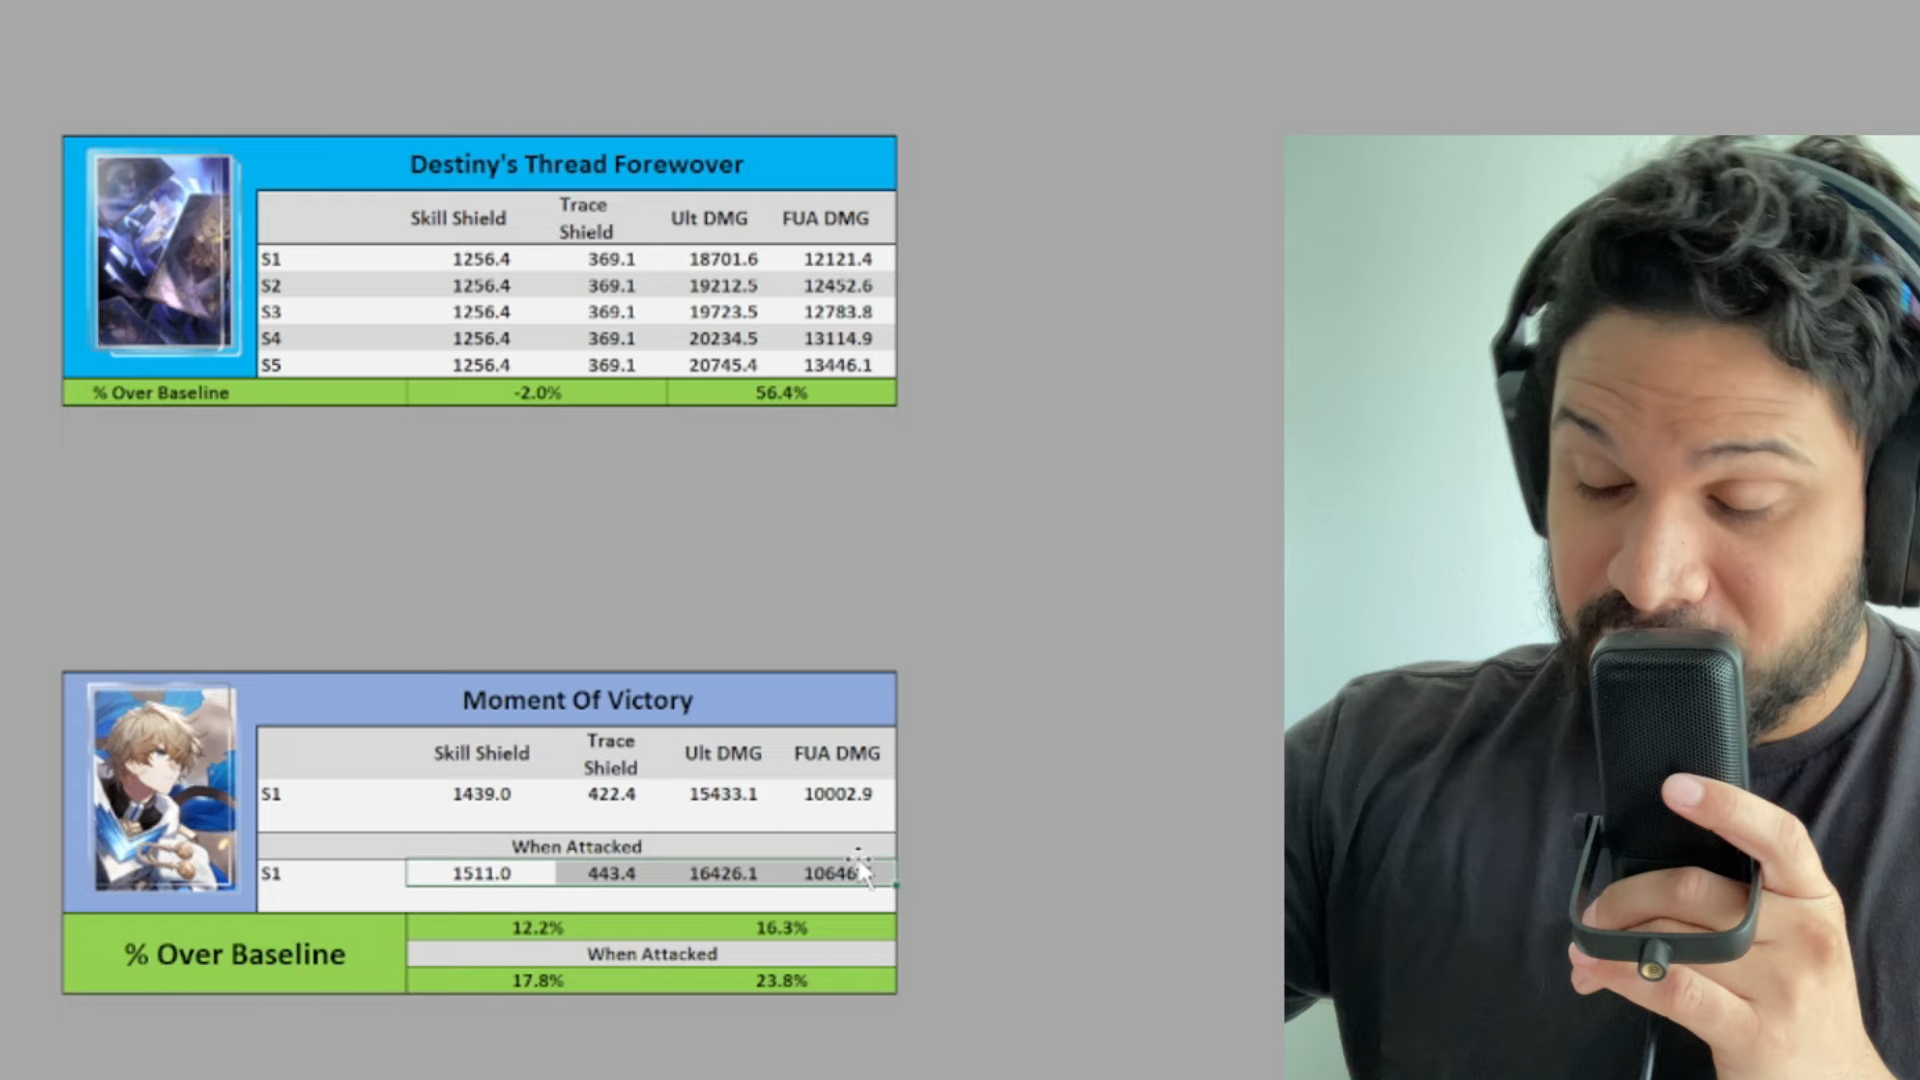 Destiny's Thread Forewover
Skill Shield Trace Shield Ult DMG FUA DMG
S1 1256.4 369.1 18701.6 12121.4
S2 1256.4 369.1 19212.5 12452.6
S3 1256.4 369.1 19723.5 12783.8
S4 1256.4 369.1 20234.5 13114.9
S5 1256.4 369.1 20745.4 13446.1
% Over Baseline -2.0% 56.4%
Moment Of Victory
Skill Shield Trace Shield Ult DMG FUA DMG
S1 1439.0 422.4 15433.1 10002.9
When Attacked
S1 1511.0 443.4 16426.1
12.2% 16.3%
% Over Baseline When Attacked
17.8% 23.8%